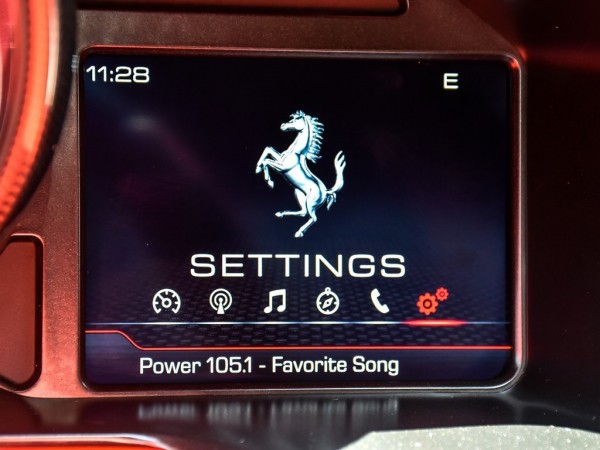 11:28
E
SETTINGS
Power 105.1 - Favorite Song